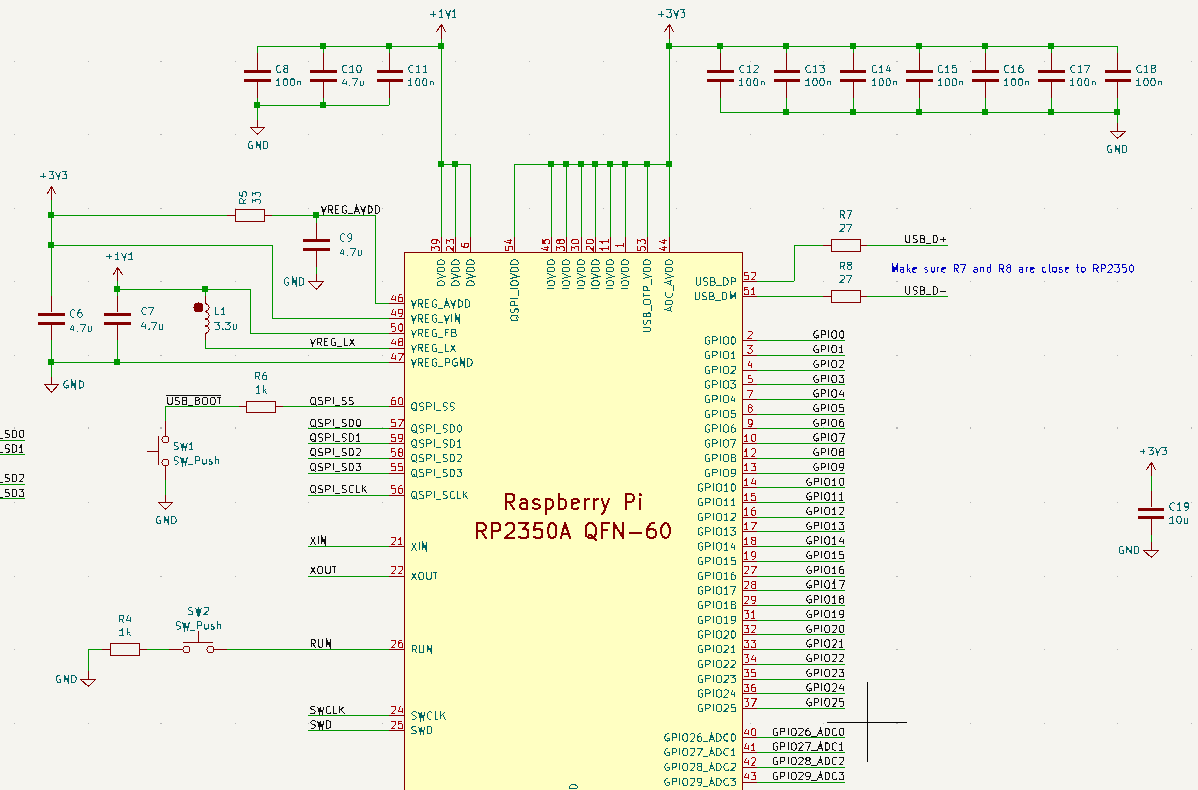 +1V1
+3V3
C8
100n
C10
4.7u
C11
100n
GND
C12
100n
C13
100n
C14
100n
C15
100n
C16
100n
C17
100n
C18
100n
GND
+3V3
R5
33
VREG_AVDD
C9
4.7u
GND
+1V1
C6
4.7u
C7
4.7u
L1
3.3u
VREG_LX
GND
39
23
6
54
45
38
30
20
11
1
53
44
DVDD
DVDD
DVDD
QSPI_IOVDD
IOVDD
IOVDD
IOVDD
IOVDD
IOVDD
IOVDD
USB_OTP_VDD
ADC_AVDD
46 VREG_AVDD
49 VREG_VIN
50 VREG_FB
48 VREG_LX
47 VREG_PGND
R7
27
USB_D+
R8
27
USB_D-
Make sure R7 and R8 are close to RP2350
USB_DP 52
USB_DM 51
USB_BOOT
R6
1k
QSPI_SS 60 QSPI_SS
QSPI_SD0 57 QSPI_SD0
QSPI_SD1 59 QSPI_SD1
QSPI_SD2 58 QSPI_SD2
QSPI_SD3 55 QSPI_SD3
QSPI_SCLK 56 QSPI_SCLK
_SD0
_SD1
_SD2
_SD3
SW1
SW_Push
GND
Raspberry Pi
RP2350A QFN-60
XIN 21 XIN
XOUT 22 XOUT
R4
1k
SW2
SW_Push
GND
RUN 26 RUN
SWCLK 24 SWCLK
SWD 25 SWD
GPIO0 2 GPIO0
GPIO1 3 GPIO1
GPIO2 4 GPIO2
GPIO3 5 GPIO3
GPIO4 7 GPIO4
GPIO5 8 GPIO5
GPIO6 9 GPIO6
GPIO7 10 GPIO7
GPIO8 12 GPIO8
GPIO9 13 GPIO9
GPIO10 14 GPIO10
GPIO11 15 GPIO11
GPIO12 16 GPIO12
GPIO13 17 GPIO13
GPIO14 18 GPIO14
GPIO15 19 GPIO15
GPIO16 27 GPIO16
GPIO17 28 GPIO17
GPIO18 29 GPIO18
GPIO19 31 GPIO19
GPIO20 32 GPIO20
GPIO21 33 GPIO21
GPIO22 34 GPIO22
GPIO23 35 GPIO23
GPIO24 36 GPIO24
GPIO25 37 GPIO25
GPIO26_ADC0 40 GPIO26_ADC0
GPIO27_ADC1 41 GPIO27_ADC1
GPIO28_ADC2 42 GPIO28_ADC2
GPIO29_ADC3 43 GPIO29_ADC3
+3V3
C19
10u
GND